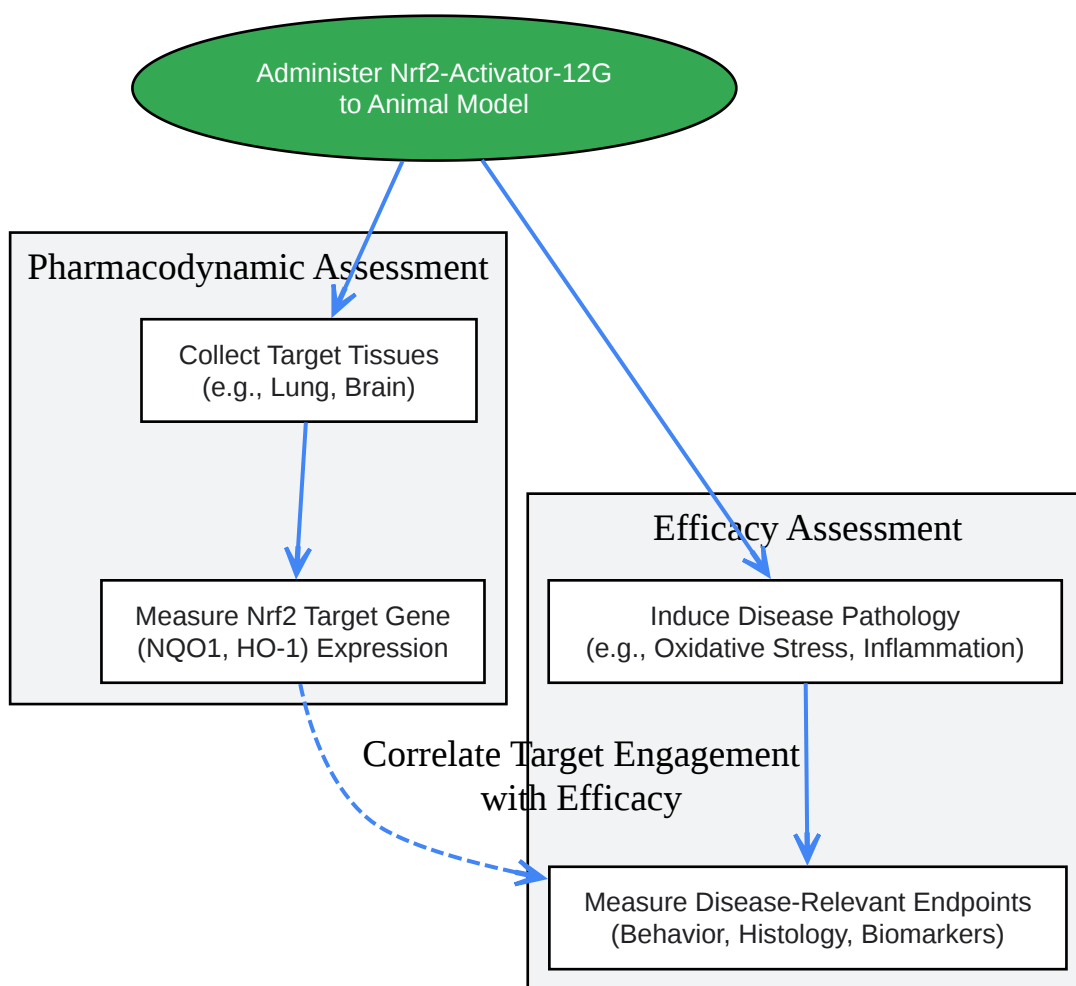 Administer Nrf2-Activator-12G
to Animal Model
Pharmacodynamic Assessment
Collect Target Tissues
(e.g., Lung, Brain)
Measure Nrf2 Target Gene
(NQO1, HO-1) Expression
Efficacy Assessment
Induce Disease Pathology
(e.g., Oxidative Stress, Inflammation)
Correlate Target Engagement
with Efficacy
Measure Disease-Relevant Endpoints
(Behavior, Histology, Biomarkers)